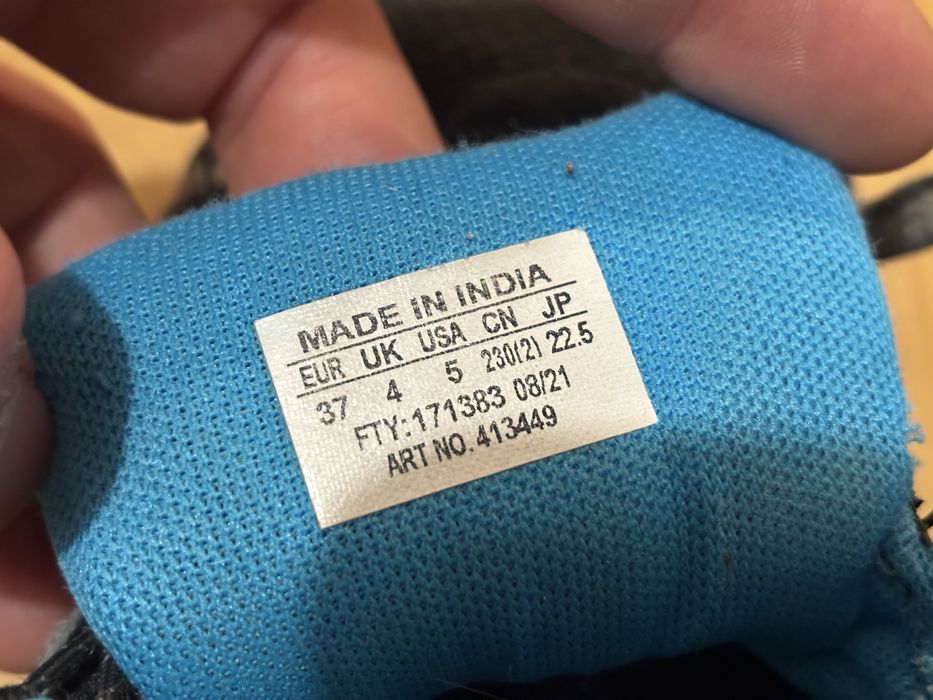 MADE IN INDIA
EUR UK USA CN JP
37 4 5 230(2) 22.5
FTY:171383 08/21
ART NO. 413449